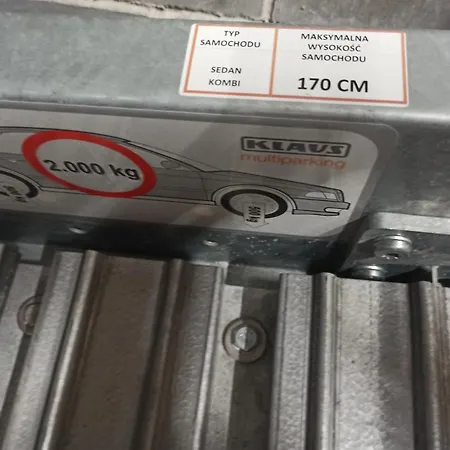 TYP
SAMOCHODU
SEDAN
KOMBI
MAKSYMALNA
WYSOKOŚĆ
SAMOCHODU
170 CM
KLAUS
multiparking
2.000 kg